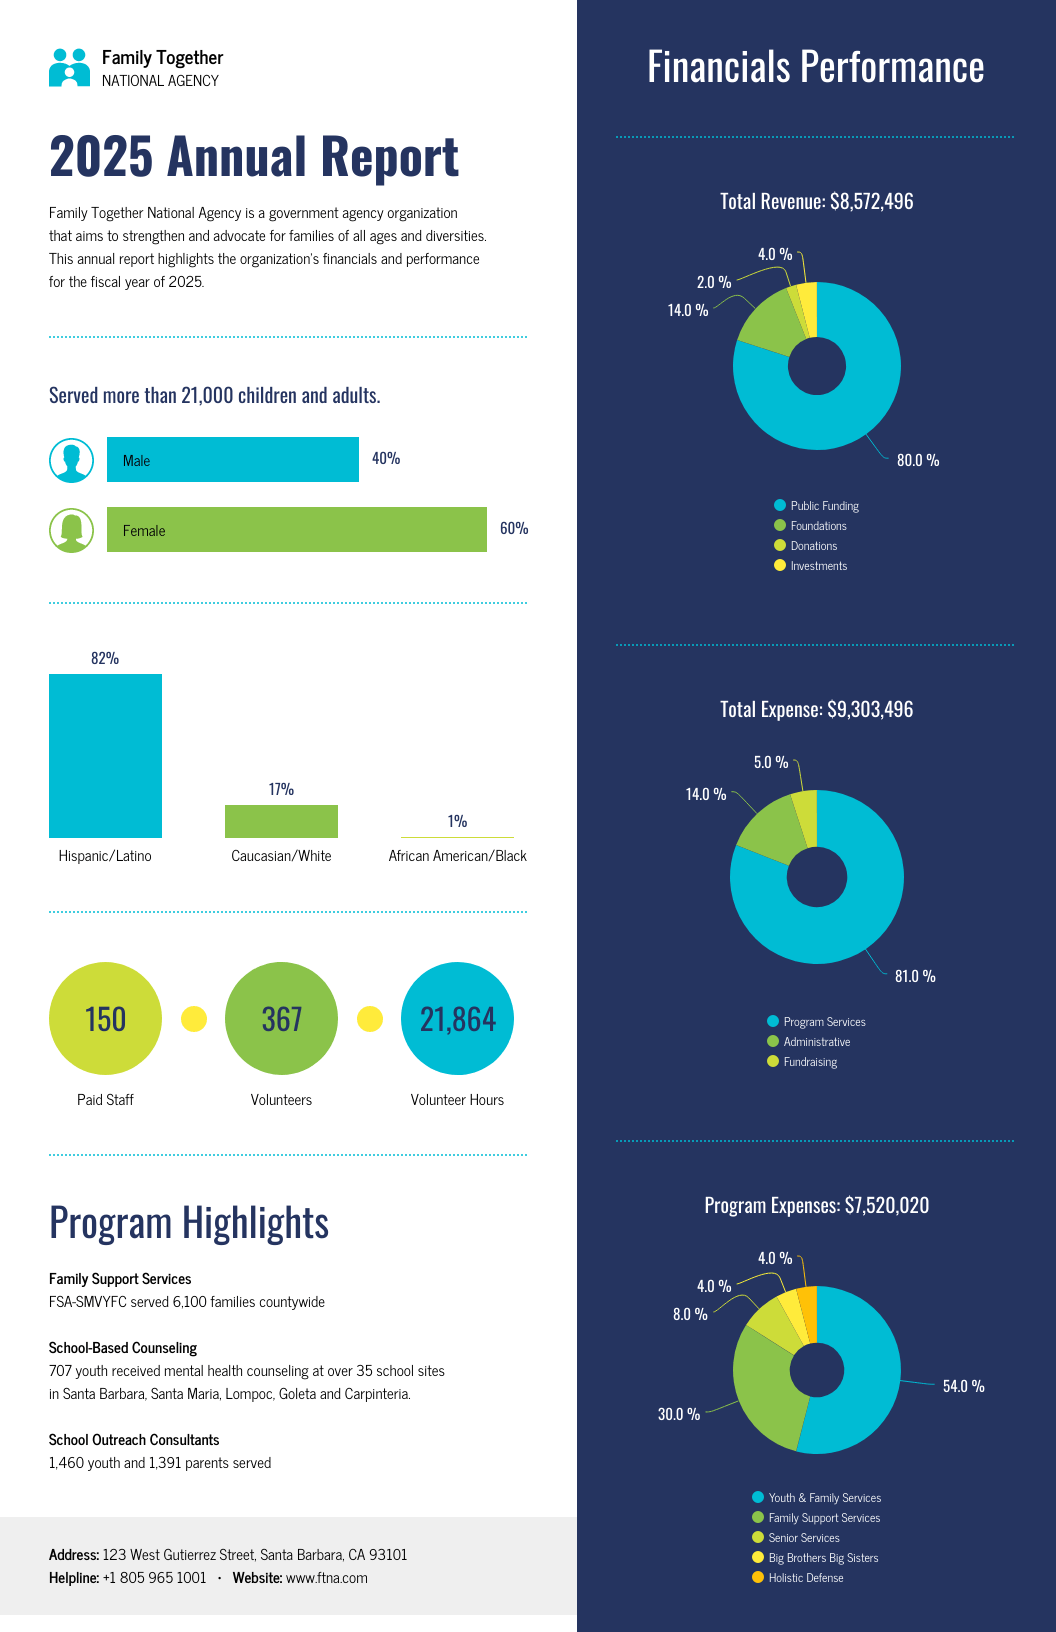 Family Together
NATIONAL AGENCY
2025 Annual Report
Family Together National Agency is a government agency organization
that aims to strengthen and advocate for families of all ages and diversities.
This annual report highlights the organization's financials and performance
for the fiscal year of 2025.
Served more than 21,000 children and adults.
Male
40%
Female
60%
82%
17%
1%
Hispanic/Latino
Caucasian/White
African American/Black
150
367
21,864
Paid Staff
Volunteers
Volunteer Hours
Program Highlights
Family Support Services
FSA-SMVYFC served 6,100 families countywide
School-Based Counseling
707 youth received mental health counseling at over 35 school sites
in Santa Barbara, Santa Maria, Lompoc, Goleta and Carpinteria.
School Outreach Consultants
1,460 youth and 1,391 parents served
Address: 123 West Gutierrez Street, Santa Barbara, CA 93101
Helpline: +1 805 965 1001 • Website: www.ftna.com
Financials Performance
Total Revenue: $8,572,496
4.0 %
2.0 %
14.0 %
80.0 %
Public Funding
Foundations
Donations
Investments
Total Expense: $9,303,496
5.0 %
14.0 %
81.0 %
Program Services
Administrative
Fundraising
Program Expenses: $7,520,020
4.0 %
4.0 %
8.0 %
54.0 %
30.0 %
Youth & Family Services
Family Support Services
Senior Services
Big Brothers Big Sisters
Holistic Defense